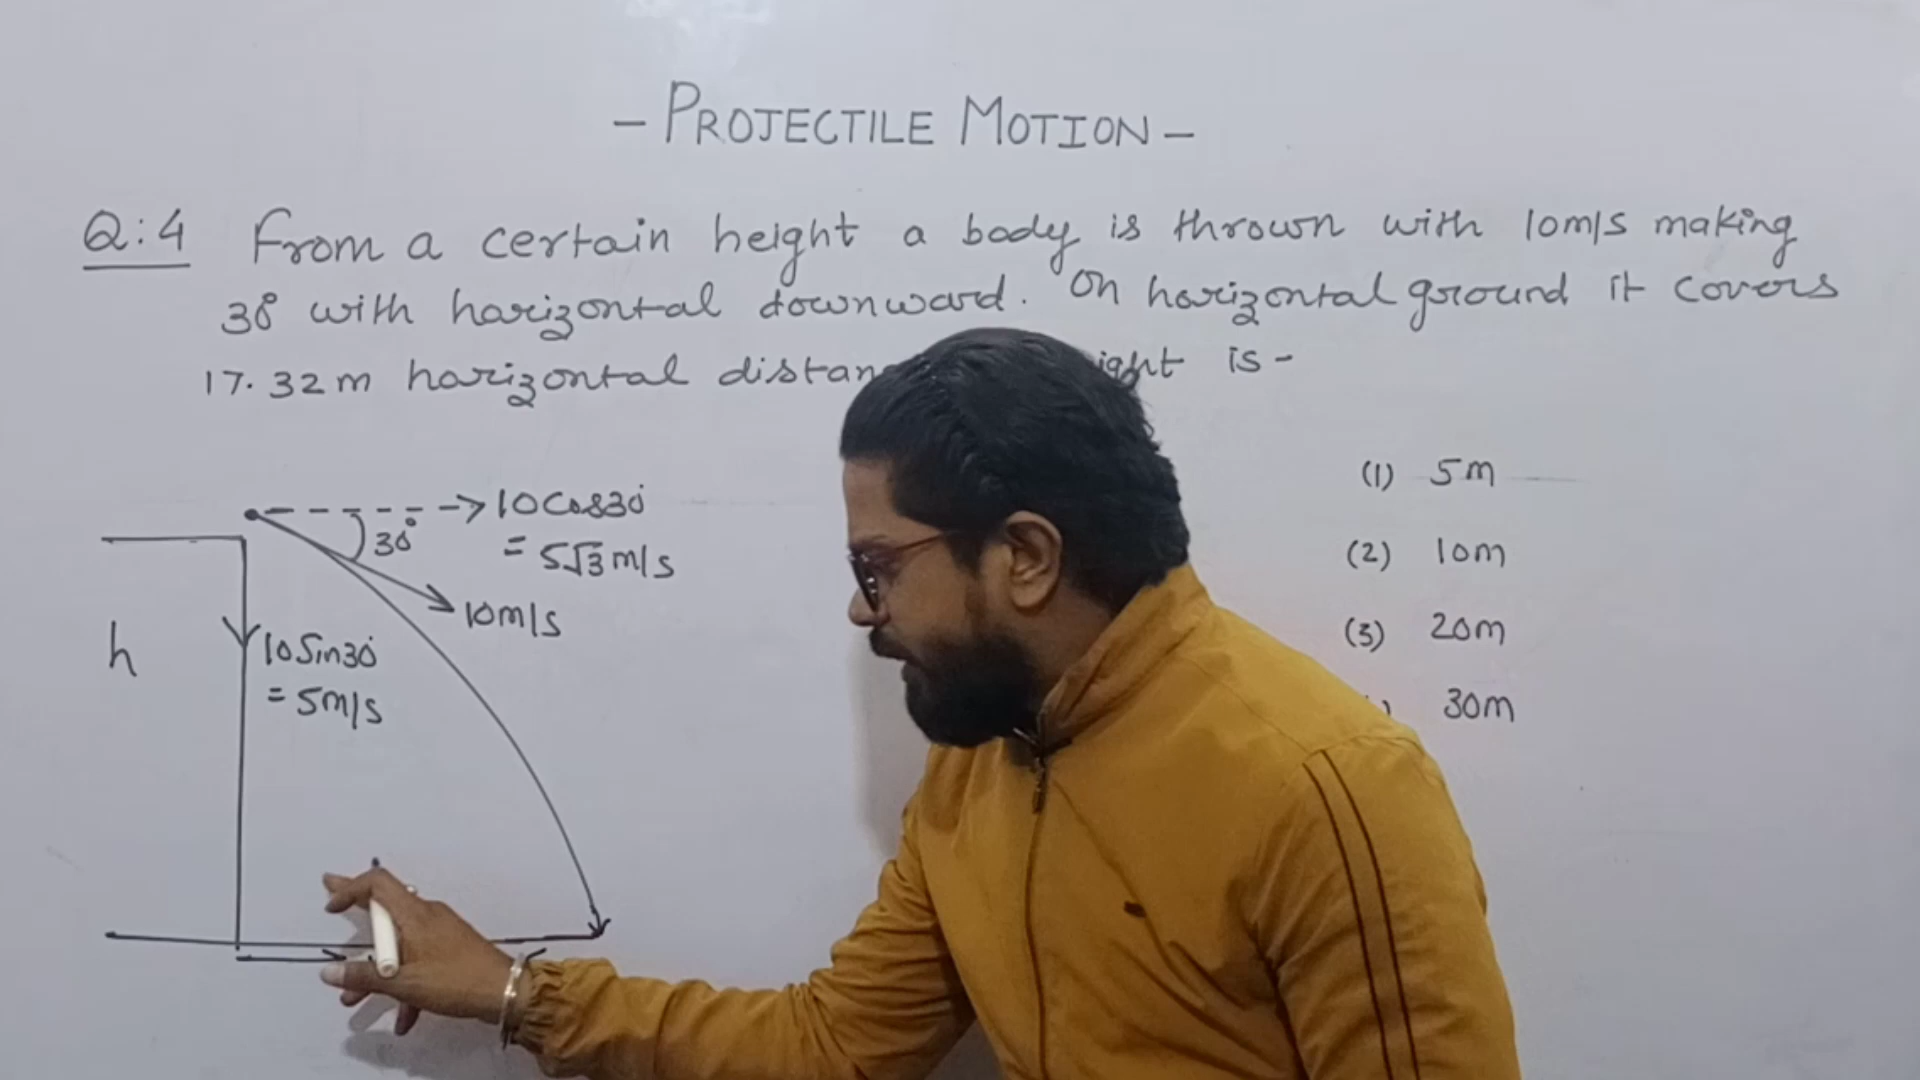 - PROJECTILE MOTION -
Q:4 From a certain height a body is thrown with 10m/s making
30° with horizontal downward. On horizontal ground it covers
17.32m horizontal is -
10Cos30°
30°
= 5√3 m/s
10m/s
h
10Sin30°
= 5m/s
(1) 5m
(2) 10m
(3) 20m
30m